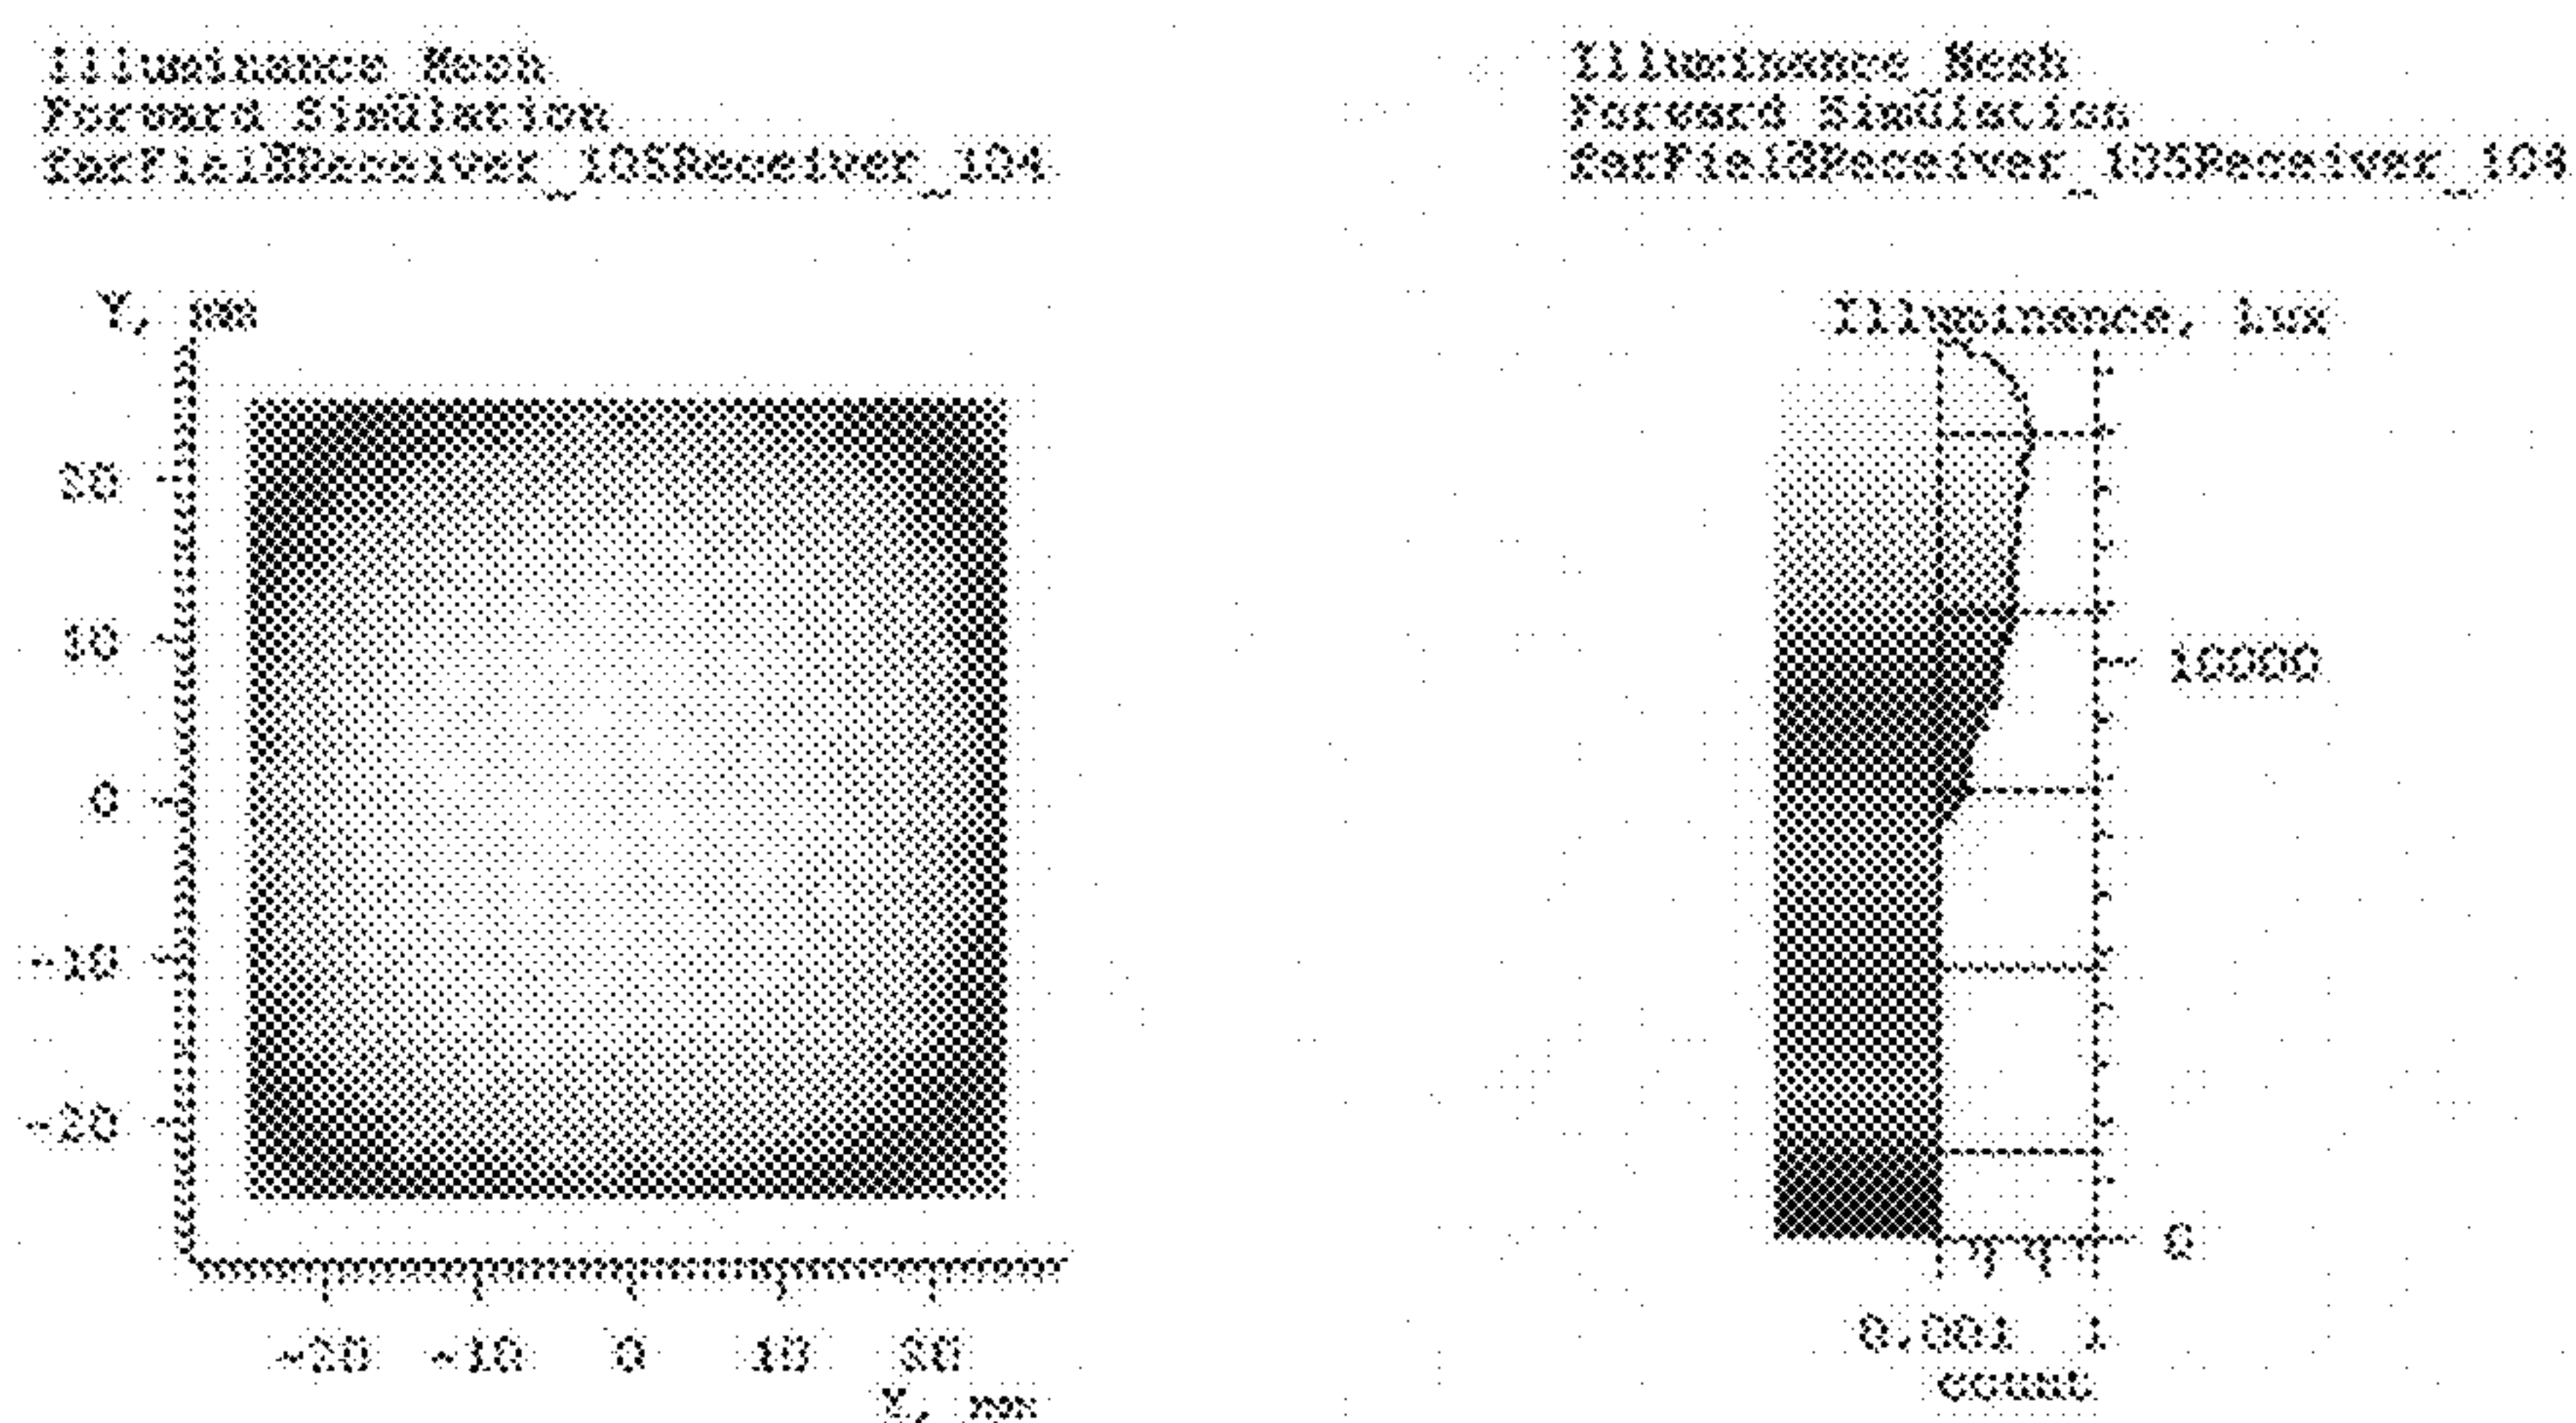 Illuminance Mesh
Forward Simulation
farFieldReceiver_105Receiver_104
Y, mm
20
10
0
-10
-20
-20 -10 0 10 20
mm
Illuminance Mesh
Forward Simulation
farFieldReceiver_105Receiver_104
Illuminance, Lux
10000
0
0.001 1
count